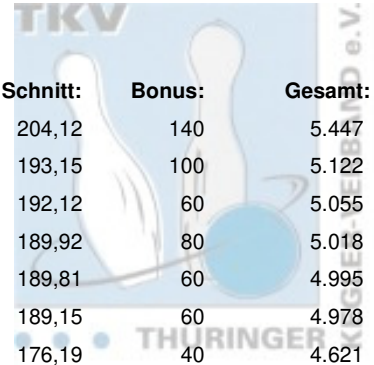 TKV
Schnitt: Bonus: Gesamt:
204,12 140 5.447
193,15 100 5.122
192,12 60 5.055
189,92 80 5.018
189,81 60 4.995
189,15 60 4.978
176,19 40 4.621
THÜRINGER
KEGLER-VERBAND e.V.